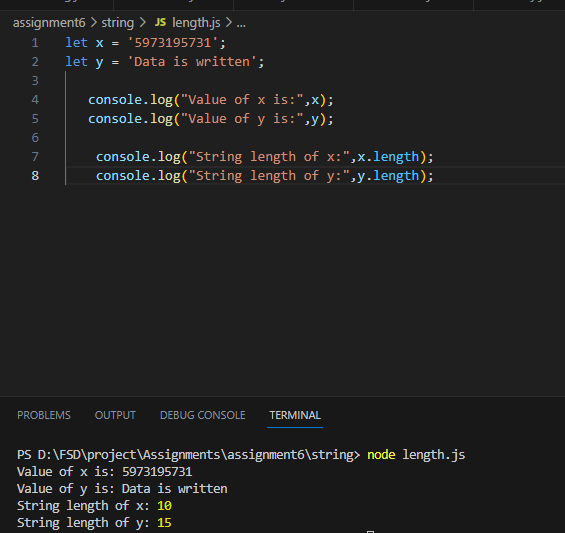 assignment6 > string > JS length.js > ...
1 let x = '5973195731';
2 let y = 'Data is written';
3
4 console.log("Value of x is:",x);
5 console.log("Value of y is:",y);
6
7 console.log("String length of x:",x.length);
8 console.log("String length of y:",y.length);
PROBLEMS OUTPUT DEBUG CONSOLE TERMINAL
PS D:\FSD\project\Assignments\assignment6\string> node length.js
Value of x is: 5973195731
Value of y is: Data is written
String length of x: 10
String length of y: 15